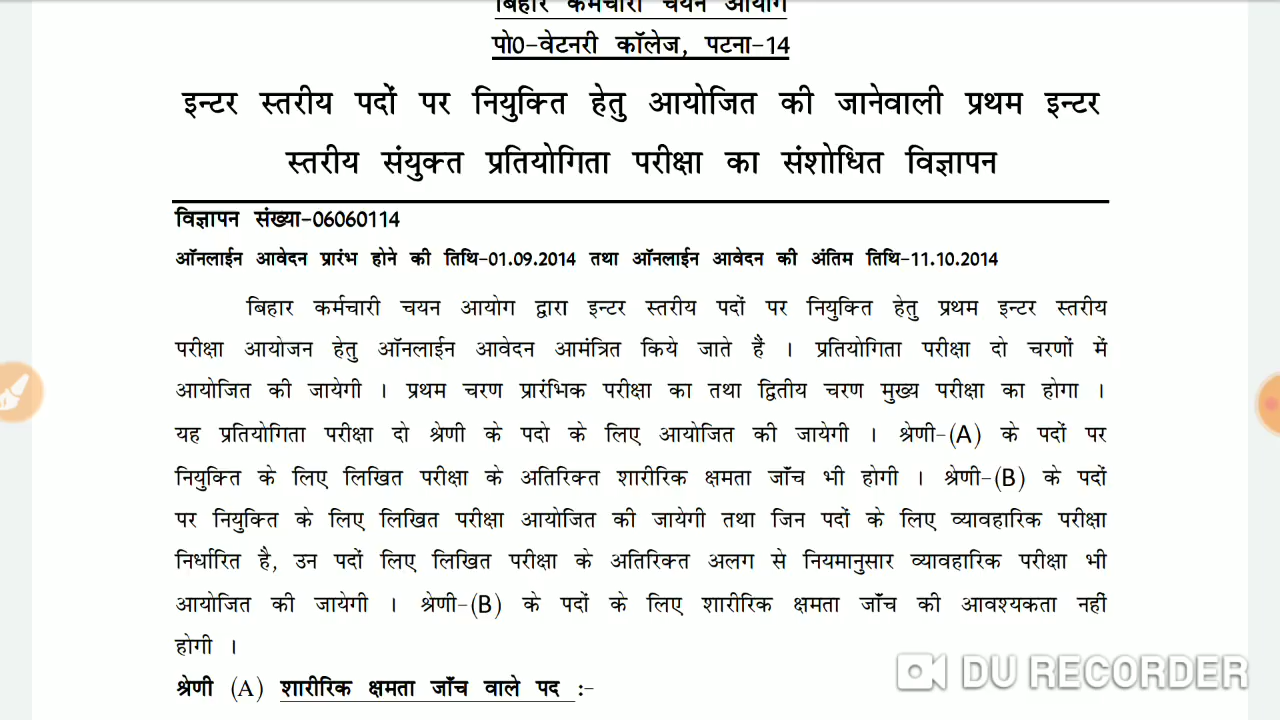 बिहार कर्मचारी चयन आयोग
पो0-वेटनरी कॉलेज, पटना-14
इन्टर स्तरीय पदों पर नियुक्ति हेतु आयोजित की जानेवाली प्रथम इन्टर
स्तरीय संयुक्त प्रतियोगिता परीक्षा का संशोधित विज्ञापन
विज्ञापन संख्या-06060114
ऑनलाईन आवेदन प्रारंभ होने की तिथि-01.09.2014 तथा ऑनलाईन आवेदन की अंतिम तिथि-11.10.2014
बिहार कर्मचारी चयन आयोग द्वारा इन्टर स्तरीय पदों पर नियुक्ति हेतु प्रथम इन्टर स्तरीय
परीक्षा आयोजन हेतु ऑनलाईन आवेदन आमंत्रित किये जाते हैं । प्रतियोगिता परीक्षा दो चरणों में
आयोजित की जायेगी । प्रथम चरण प्रारंभिक परीक्षा का तथा द्वितीय चरण मुख्य परीक्षा का होगा ।
यह प्रतियोगिता परीक्षा दो श्रेणी के पदो के लिए आयोजित की जायेगी । श्रेणी-(A) के पदों पर
नियुक्ति के लिए लिखित परीक्षा के अतिरिक्त शारीरिक क्षमता जाँच भी होगी । श्रेणी-(B) के पदों
पर नियुक्ति के लिए लिखित परीक्षा आयोजित की जायेगी तथा जिन पदों के लिए व्यावहारिक परीक्षा
निर्धारित है, उन पदों लिए लिखित परीक्षा के अतिरिक्त अलग से नियमानुसार व्यावहारिक परीक्षा भी
आयोजित की जायेगी । श्रेणी-(B) के पदों के लिए शारीरिक क्षमता जाँच की आवश्यकता नहीं
होगी ।
श्रेणी (A) शारीरिक क्षमता जाँच वाले पद :-
DU RECORDER